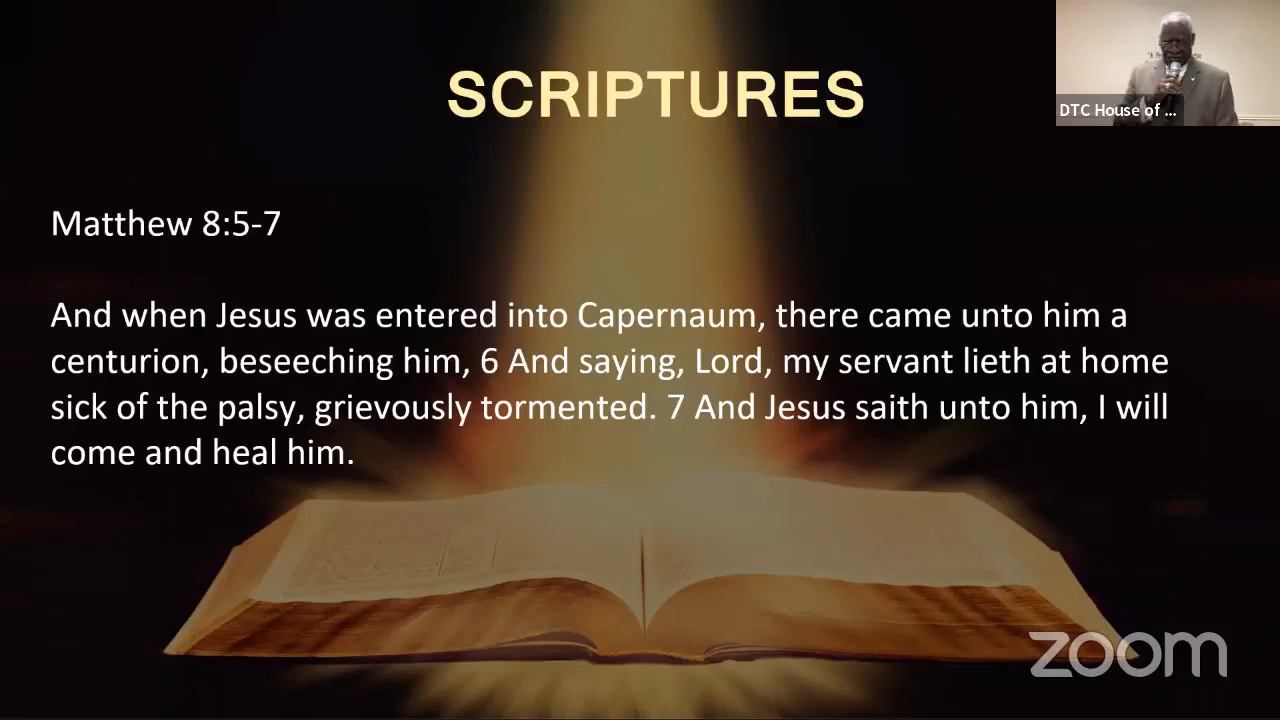 SCRIPTURES
DTC House of ...
Matthew 8:5-7
And when Jesus was entered into Capernaum, there came unto him a
centurion, beseeching him, 6 And saying, Lord, my servant lieth at home
sick of the palsy, grievously tormented. 7 And Jesus saith unto him, I will
come and heal him.
zoom